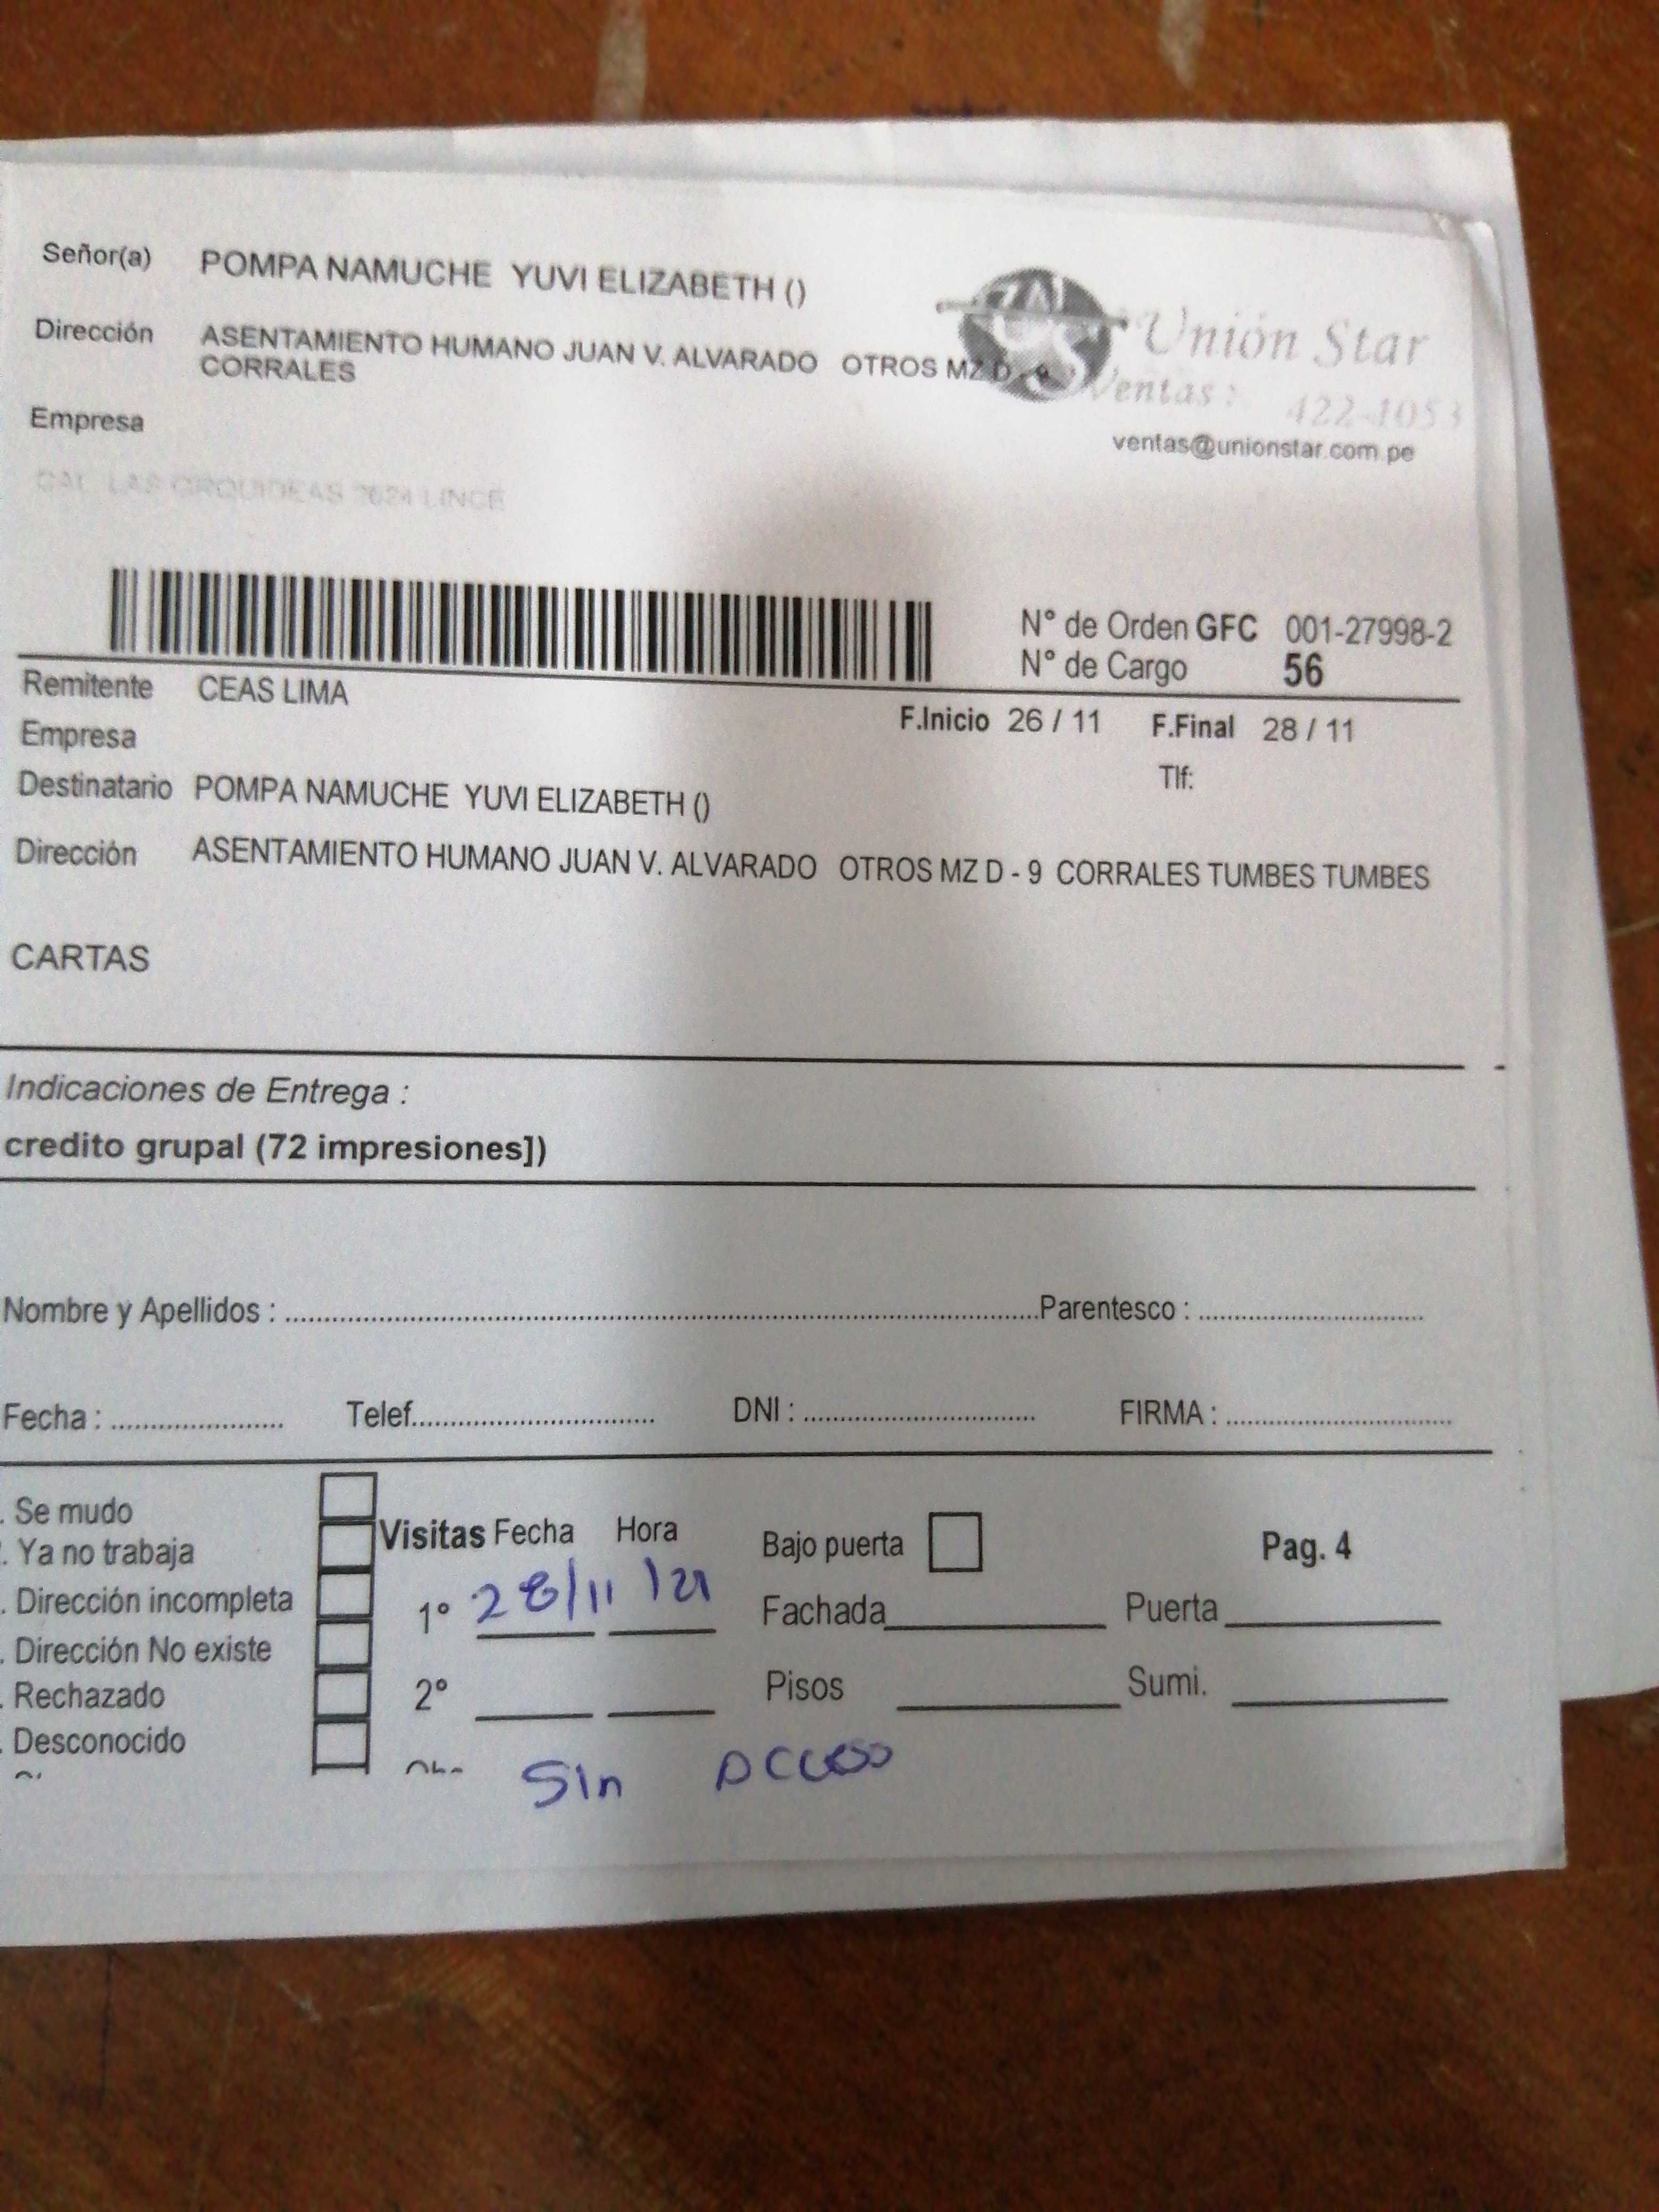 Señor(a) POMPA NAMUCHE YUVI ELIZABETH ()
Dirección ASENTAMIENTO HUMANO JUAN V. ALVARADO OTROS MZ D - 9
CORRALES
Unión Star
Ventas: 422-1053
ventas@unionstar.com.pe
Empresa
CAL LAS ORQUIDEAS 2624 LINCE
N° de Orden GFC 001-27998-2
N° de Cargo 56
Remitente CEAS LIMA
F.Inicio 26 / 11 F.Final 28 / 11
Empresa
Tlf:
Destinatario POMPA NAMUCHE YUVI ELIZABETH ()
Dirección ASENTAMIENTO HUMANO JUAN V. ALVARADO OTROS MZ D - 9 CORRALES TUMBES TUMBES
CARTAS
Indicaciones de Entrega :
credito grupal (72 impresiones])
Nombre y Apellidos : Parentesco :
Fecha : Telef. DNI : FIRMA :
. Se mudo
. Ya no trabaja
. Dirección incompleta
. Dirección No existe
. Rechazado
. Desconocido
Visitas Fecha Hora
1° 28/11 /21
2°
Bajo puerta Pag. 4
Fachada Puerta
Pisos Sumi.
Sin acceso